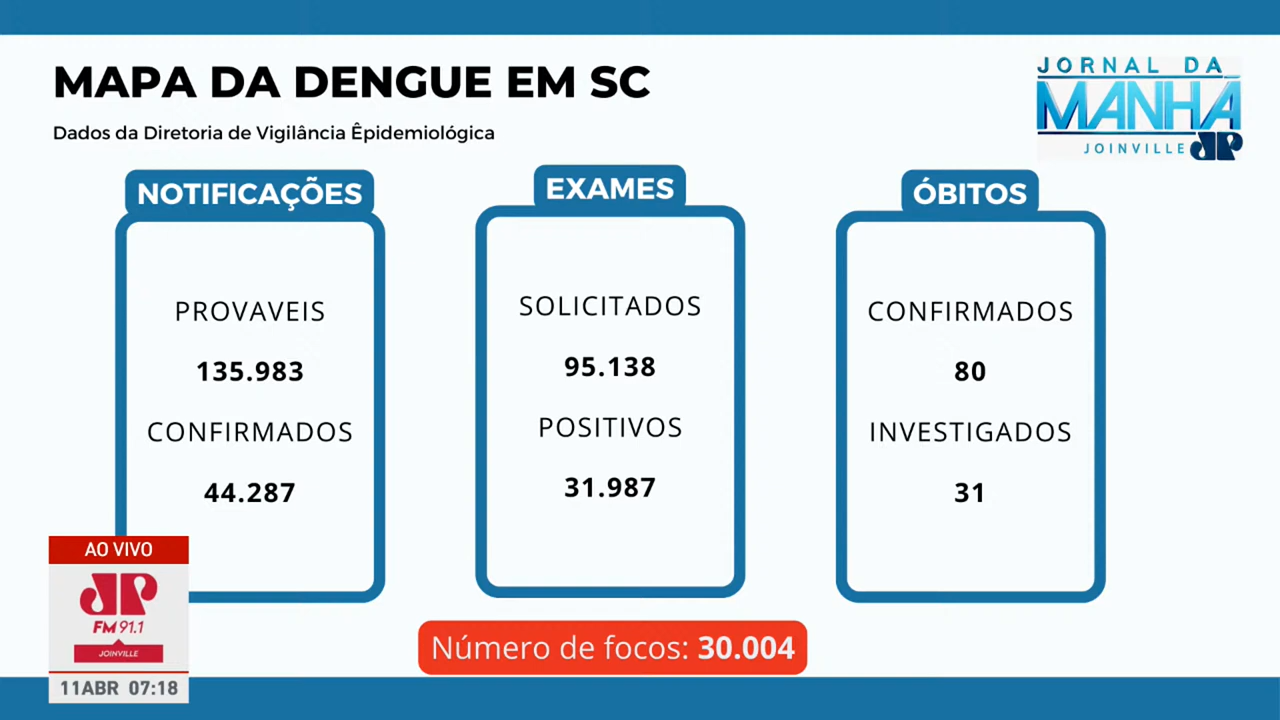 MAPA DA DENGUE EM SC
Dados da Diretoria de Vigilância Êpidemiológica
JORNAL DA
MANHÃ
JOINVILLE JP
NOTIFICAÇÕES
PROVAVEIS
135.983
CONFIRMADOS
44.287
EXAMES
SOLICITADOS
95.138
POSITIVOS
31.987
ÓBITOS
CONFIRMADOS
80
INVESTIGADOS
31
Número de focos: 30.004
AO VIVO
JP
FM 91.1
JOINVILLE
11ABR 07:18